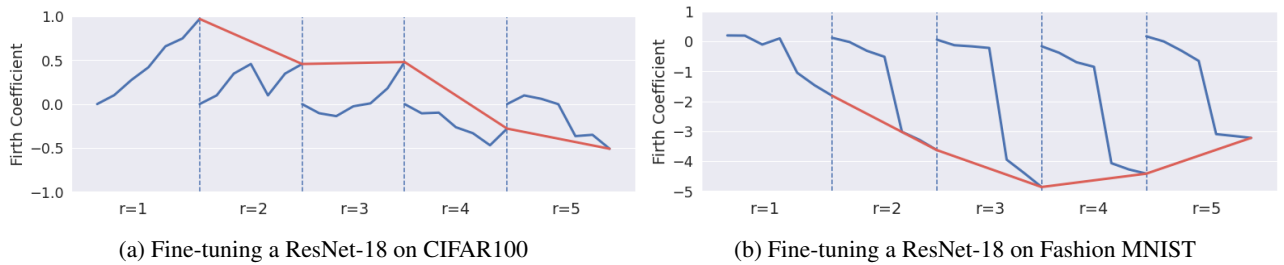 Firth Coefficient
1.0
0.5
0.0
−0.5
−1.0
r=1 r=2 r=3 r=4 r=5
(a) Fine-tuning a ResNet-18 on CIFAR100
Firth Coefficient
1
0
−1
−2
−3
−4
−5
r=1 r=2 r=3 r=4 r=5
(b) Fine-tuning a ResNet-18 on Fashion MNIST